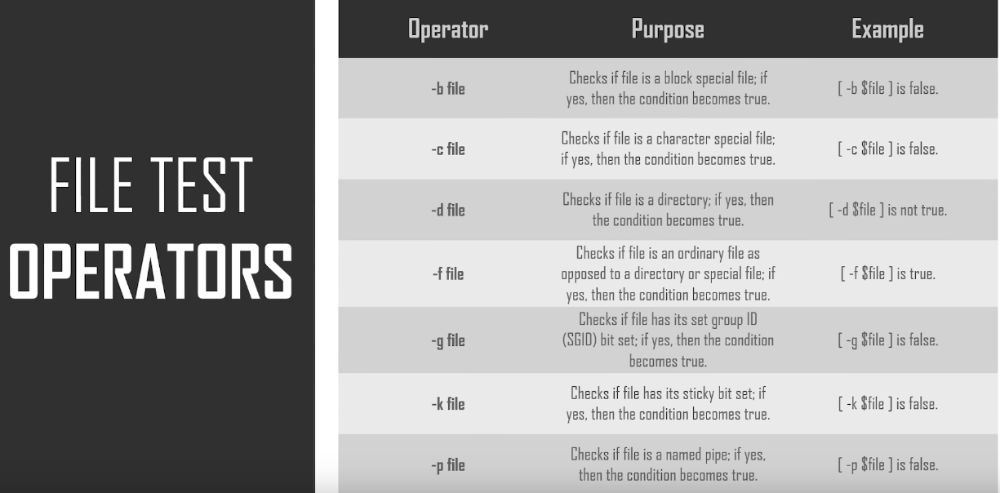 FILE TEST
OPERATORS
Operator Purpose Example
-b file
Checks if file is a block special file; if
yes, then the condition becomes true.
[ -b $file ] is false.
-c file
Checks if file is a character special file;
if yes, then the condition becomes true.
[ -c $file ] is false.
-d file
Checks if file is a directory; if yes, then
the condition becomes true.
[ -d $file ] is not true.
-f file
Checks if file is an ordinary file as
opposed to a directory or special file; if
yes, then the condition becomes true.
[ -f $file ] is true.
-g file
Checks if file has its set group ID
(SGID) bit set; if yes, then the condition
becomes true.
[ -g $file ] is false.
-k file
Checks if file has its sticky bit set; if
yes, then the condition becomes true.
[ -k $file ] is false.
-p file
Checks if file is a named pipe; if yes,
then the condition becomes true.
[ -p $file ] is false.